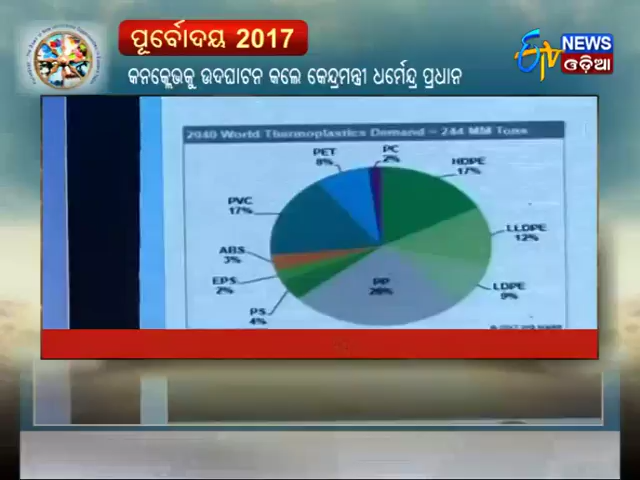 ପୂର୍ବୋଦୟ 2017
ETV NEWS
ଓଡ଼ିଆ
କନକ୍ଲେଭକୁ ଉଦଘାଟନ କଲେ କେନ୍ଦ୍ରମନ୍ତ୍ରୀ ଧର୍ମେନ୍ଦ୍ର ପ୍ରଧାନ
2040 World Thermoplastics Demand – 244 MM Tons
PC
2%
PET
8%
HDPE
17%
PVC
17%
LLDPE
12%
ABS
3%
EPS
2%
PP
26%
LDPE
9%
PS
4%